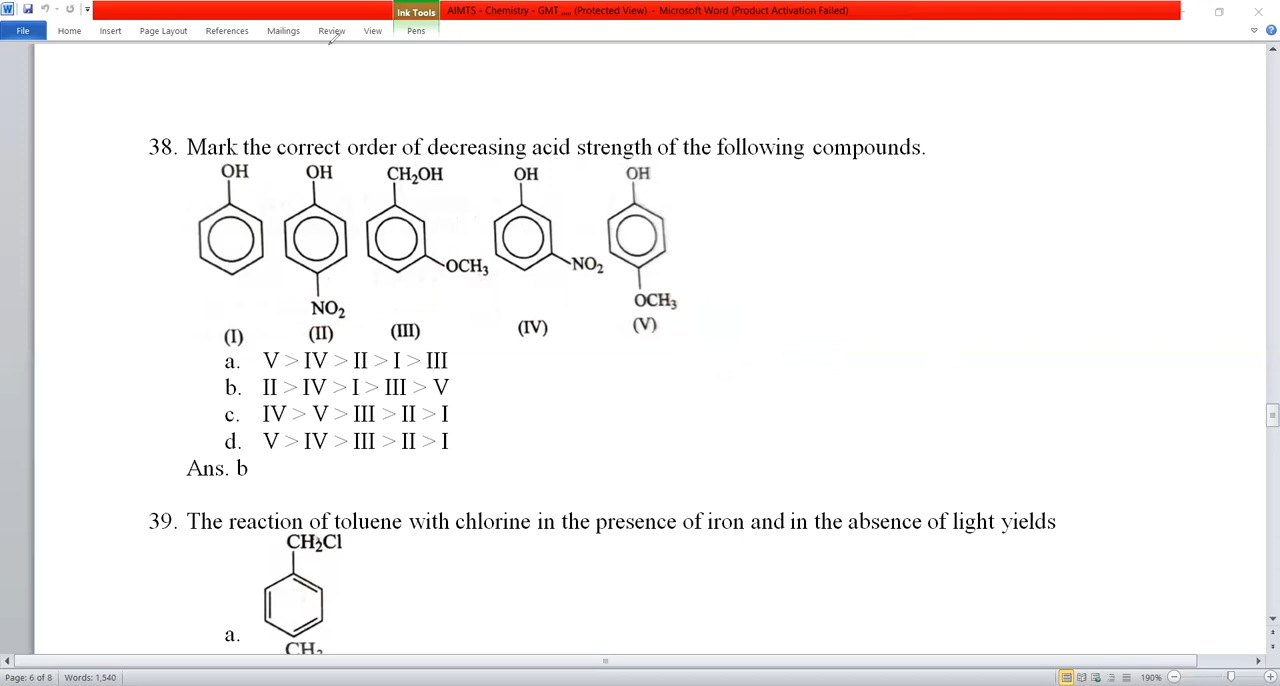 Ink Tools
AIMTS - Chemistry - GMT ,,,, (Protected View) - Microsoft Word (Product Activation Failed)
File Home Insert Page Layout References Mailings Review View Pens
38. Mark the correct order of decreasing acid strength of the following compounds.
OH OH CH₂OH OH OH
OCH₃ NO₂
NO₂ OCH₃
(I) (II) (III) (IV) (V)
a. V > IV > II > I > III
b. II > IV > I > III > V
c. IV > V > III > II > I
d. V > IV > III > II > I
Ans. b
39. The reaction of toluene with chlorine in the presence of iron and in the absence of light yields
CH₂Cl
a.
CH₃
Page: 6 of 8 Words: 1,540 190%